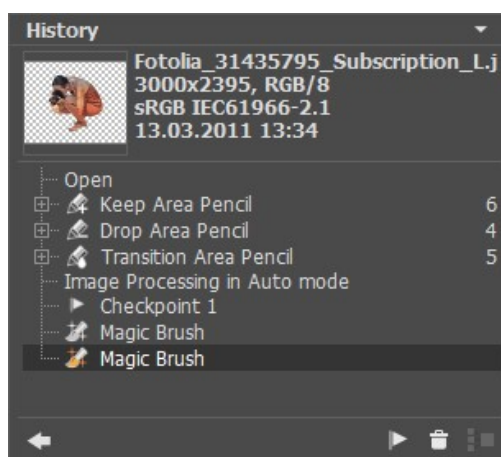 History
Fotolia_31435795_Subscription_L.j
3000x2395, RGB/8
sRGB IEC61966-2.1
13.03.2011 13:34
Open
Keep Area Pencil 6
Drop Area Pencil 4
Transition Area Pencil 5
Image Processing in Auto mode
Checkpoint 1
Magic Brush
Magic Brush